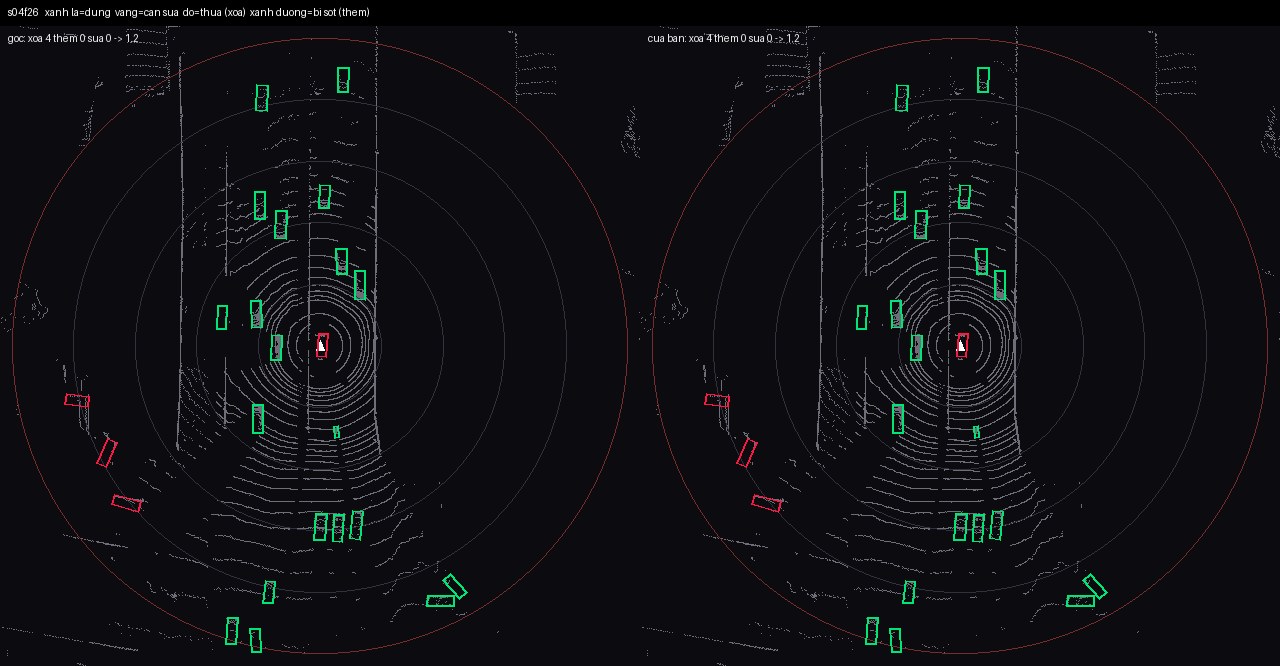 s04f26 xanh la=dung vang=can sua do=thua (xoa) xanh duong=bi sot (them)
goc: xoa 4 them 0 sua 0 -> 1,2
cua ban: xoa 4 them 0 sua 0 -> 1,2